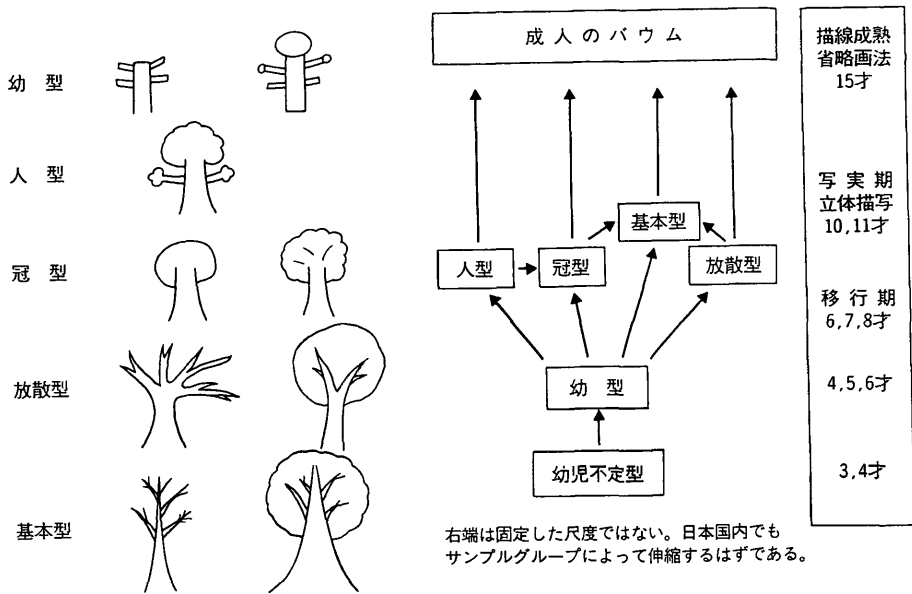 幼型
人型
冠型
放散型
基本型
成人のバウム
基本型
人型
冠型
放散型
幼型
幼児不定型
描線成熟
省略画法
15才
写実期
立体描写
10,11才
移行期
6,7,8才
4,5,6才
3,4才
右端は固定した尺度ではない。日本国内でも
サンプルグループによって伸縮するはずである。